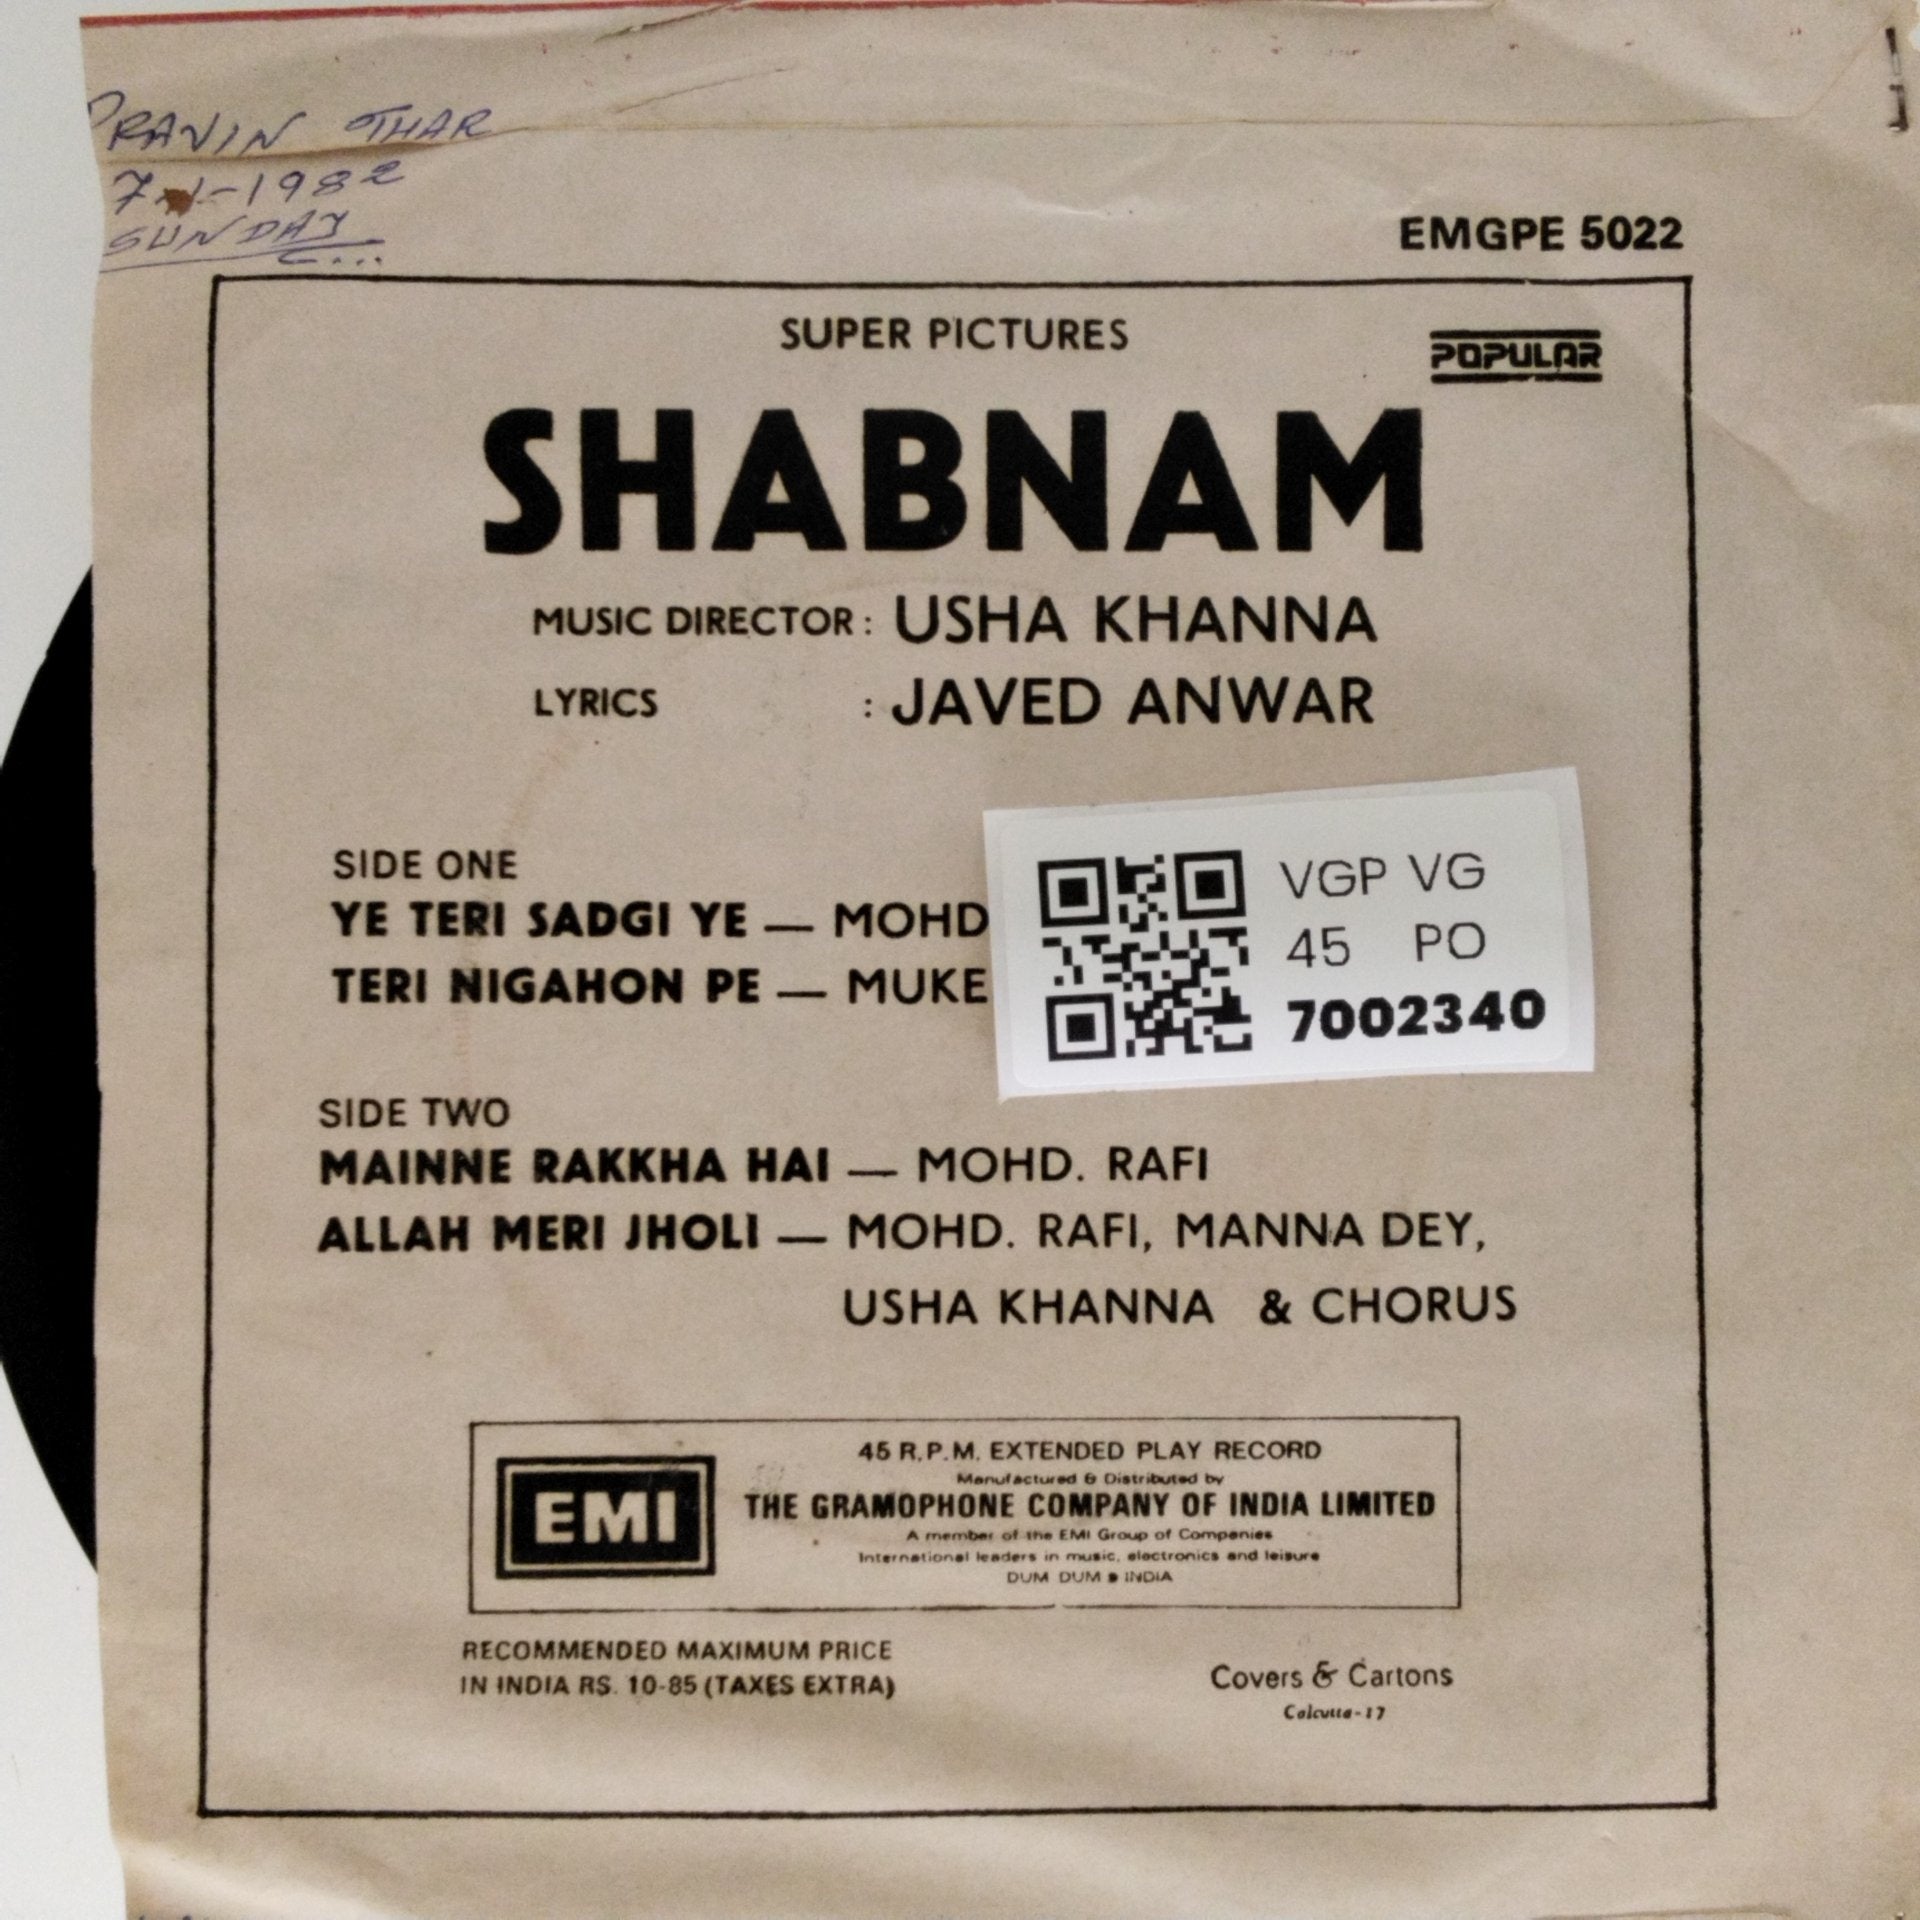 PRAVIN THAR
7-1-1982
SUNDAY
EMGPE 5022
SUPER PICTURES
POPULAR
SHABNAM
MUSIC DIRECTOR: USHA KHANNA
LYRICS : JAVED ANWAR
SIDE ONE
YE TERI SADGI YE — MOHD
TERI NIGAHON PE — MUKE
VGP VG
45 PO
7002340
SIDE TWO
MAINNE RAKKHA HAI — MOHD. RAFI
ALLAH MERI JHOLI — MOHD. RAFI, MANNA DEY,
USHA KHANNA & CHORUS
EMI
45 R.P.M. EXTENDED PLAY RECORD
Manufactured & Distributed by
THE GRAMOPHONE COMPANY OF INDIA LIMITED
A member of the EMI Group of Companies
International leaders in music, electronics and leisure
DUM DUM • INDIA
RECOMMENDED MAXIMUM PRICE
IN INDIA RS. 10-85 (TAXES EXTRA)
Covers & Cartons
Calcutta-17